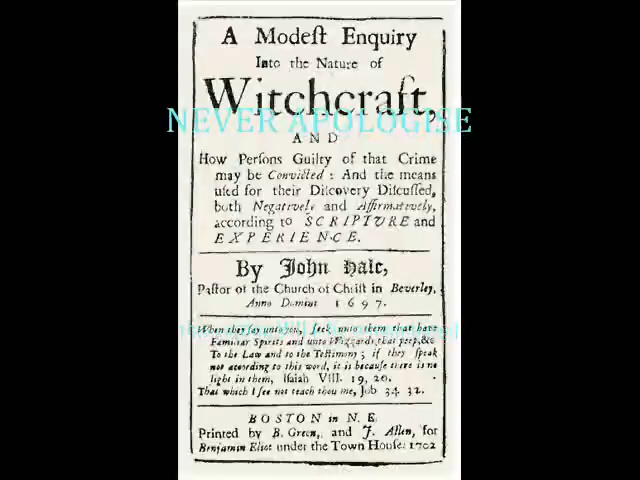 A Modeſt Enquiry
Into the Nature of
Witchcraft,
NEVER APOLOGISE
AND
How Perſons Guilty of that Crime
may be Convicted : And the means
uſed for their Diſcovery Diſcuſſed,
both Negatively and Affirmatively,
according to SCRIPTURE and
EXPERIENCE.
By John Hale,
Paſtor of the Church of Chriſt in Beverley,
Anno Domini 1697.
When they ſay unto you, ſeek unto them that have
Familiar Spirits and unto Wizzards, that peep, &c
To the Law and to the Teſtimony ; if they ſpeak
not according to this word, it is becauſe there is no
light in them, Iſaiah VIII. 19, 20.
That which I ſee not teach thou me, Job 34 32.
BOSTON in N. E.
Printed by B. Green, and J. Allen, for
Benjamin Eliot under the Town Houſe: 1702